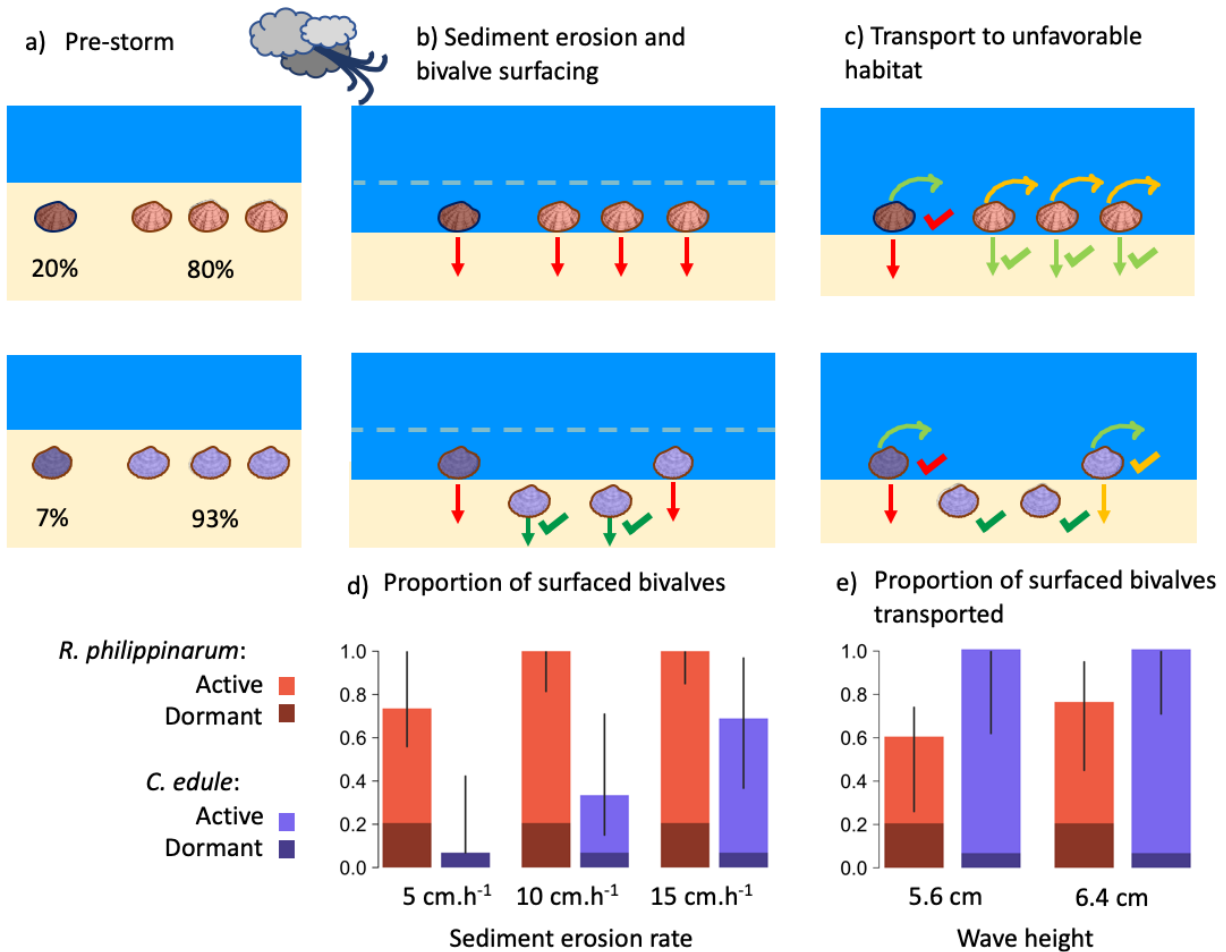 a) Pre-storm
b) Sediment erosion and
bivalve surfacing
c) Transport to unfavorable
habitat
20%
80%
7%
93%
d) Proportion of surfaced bivalves
e) Proportion of surfaced bivalves
transported
R. philippinarum:
Active
Dormant
C. edule:
Active
Dormant
1.0
0.8
0.6
0.4
0.2
0.0
5 cm.h⁻¹
10 cm.h⁻¹
15 cm.h⁻¹
Sediment erosion rate
1.0
0.8
0.6
0.4
0.2
0.0
5.6 cm
6.4 cm
Wave height